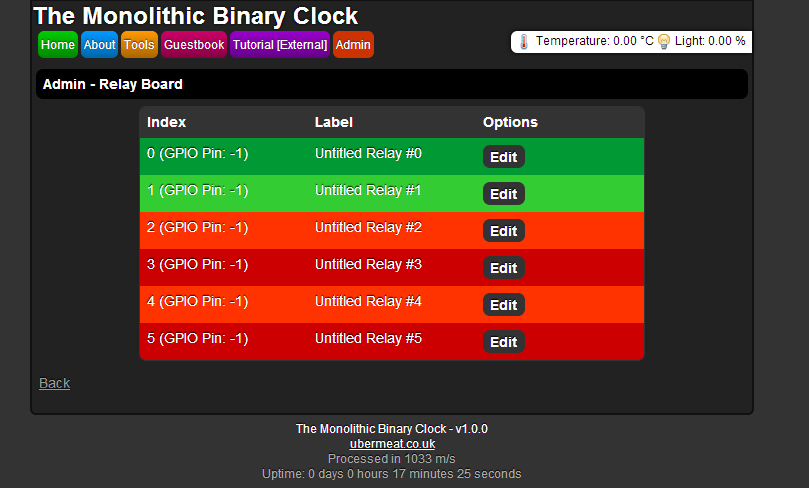 The Monolithic Binary Clock
Home About Tools Guestbook Tutorial [External] Admin
Temperature: 0.00 °C Light: 0.00 %
Admin - Relay Board
Index Label Options
0 (GPIO Pin: -1) Untitled Relay #0 Edit
1 (GPIO Pin: -1) Untitled Relay #1 Edit
2 (GPIO Pin: -1) Untitled Relay #2 Edit
3 (GPIO Pin: -1) Untitled Relay #3 Edit
4 (GPIO Pin: -1) Untitled Relay #4 Edit
5 (GPIO Pin: -1) Untitled Relay #5 Edit
Back
The Monolithic Binary Clock - v1.0.0
ubermeat.co.uk
Processed in 1033 m/s
Uptime: 0 days 0 hours 17 minutes 25 seconds